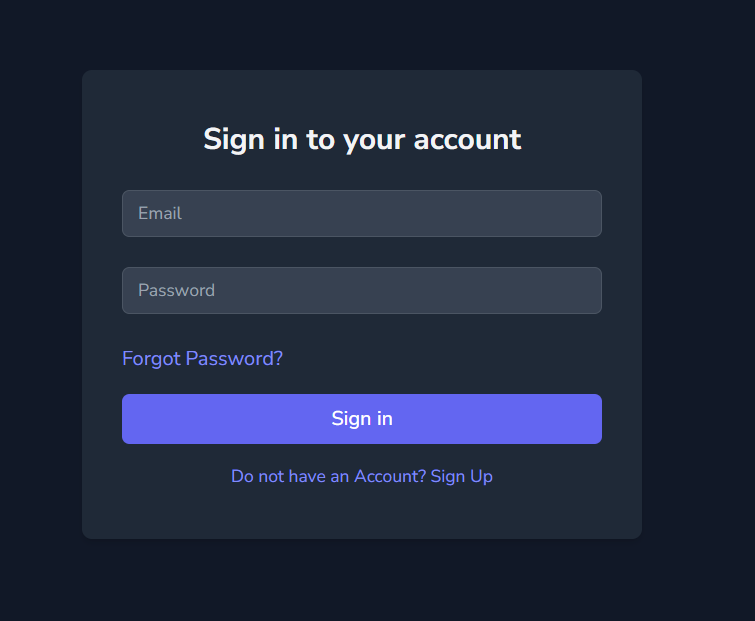 Sign in to your account
Email
Password
Forgot Password?
Sign in
Do not have an Account? Sign Up